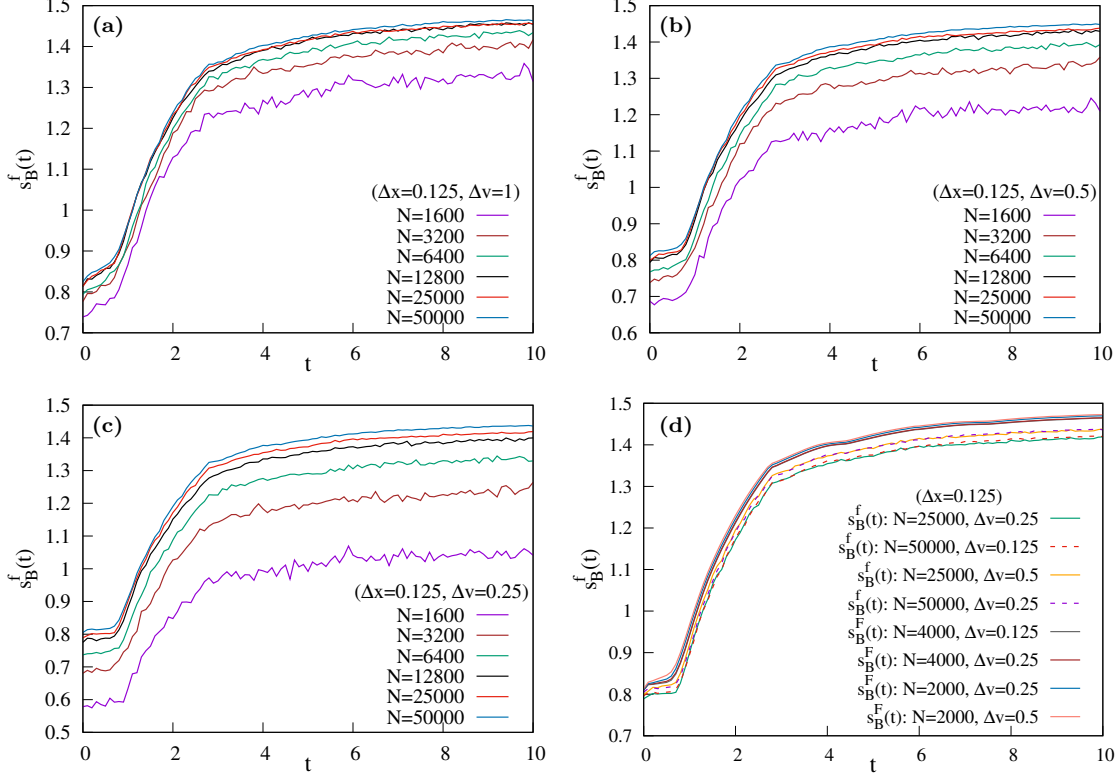 (a)
1.5
1.4
1.3
1.2
1.1
1
0.9
0.8
0.7
s_B^f(t)
(Δx=0.125, Δv=1)
N=1600
N=3200
N=6400
N=12800
N=25000
N=50000
0 2 4 6 8 10
t
(b)
1.5
1.4
1.3
1.2
1.1
1
0.9
0.8
0.7
0.6
s_B^f(t)
(Δx=0.125, Δv=0.5)
N=1600
N=3200
N=6400
N=12800
N=25000
N=50000
0 2 4 6 8 10
t
(c)
1.5
1.4
1.3
1.2
1.1
1
0.9
0.8
0.7
0.6
0.5
s_B^f(t)
(Δx=0.125, Δv=0.25)
N=1600
N=3200
N=6400
N=12800
N=25000
N=50000
0 2 4 6 8 10
t
(d)
1.5
1.4
1.3
1.2
1.1
1
0.9
0.8
0.7
s_B^f(t)
(Δx=0.125)
s_B^f(t): N=25000, Δv=0.25
s_B^f(t): N=50000, Δv=0.125
s_B^f(t): N=25000, Δv=0.5
s_B^f(t): N=50000, Δv=0.25
s_B^F(t): N=4000, Δv=0.125
s_B^F(t): N=4000, Δv=0.25
s_B^F(t): N=2000, Δv=0.25
s_B^F(t): N=2000, Δv=0.5
0 2 4 6 8 10
t